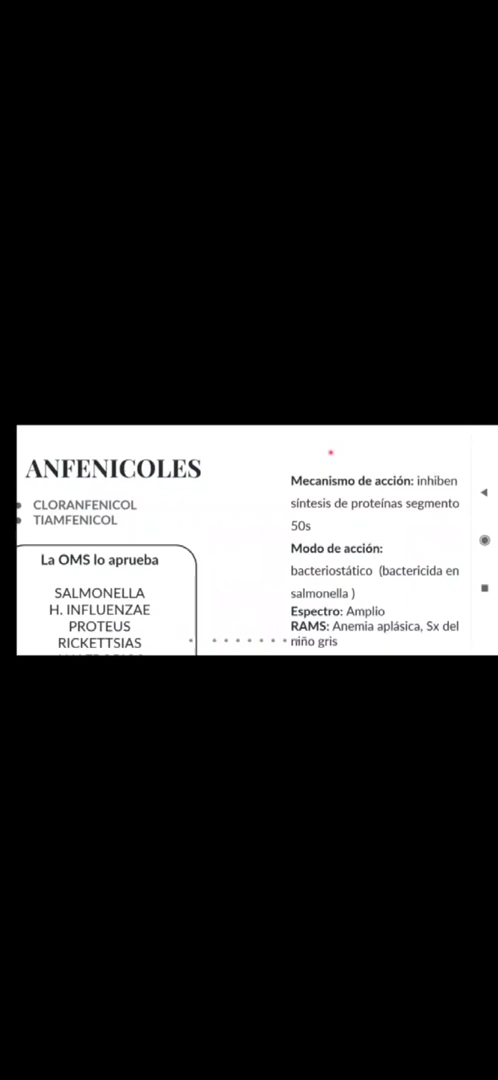 ANFENICOLES
CLORANFENICOL
TIAMFENICOL
La OMS lo aprueba
SALMONELLA
H. INFLUENZAE
PROTEUS
RICKETTSIAS
Mecanismo de acción: inhiben
síntesis de proteínas segmento
50s
Modo de acción:
bacteriostático (bactericida en
salmonella )
Espectro: Amplio
RAMS: Anemia aplásica, Sx del
niño gris